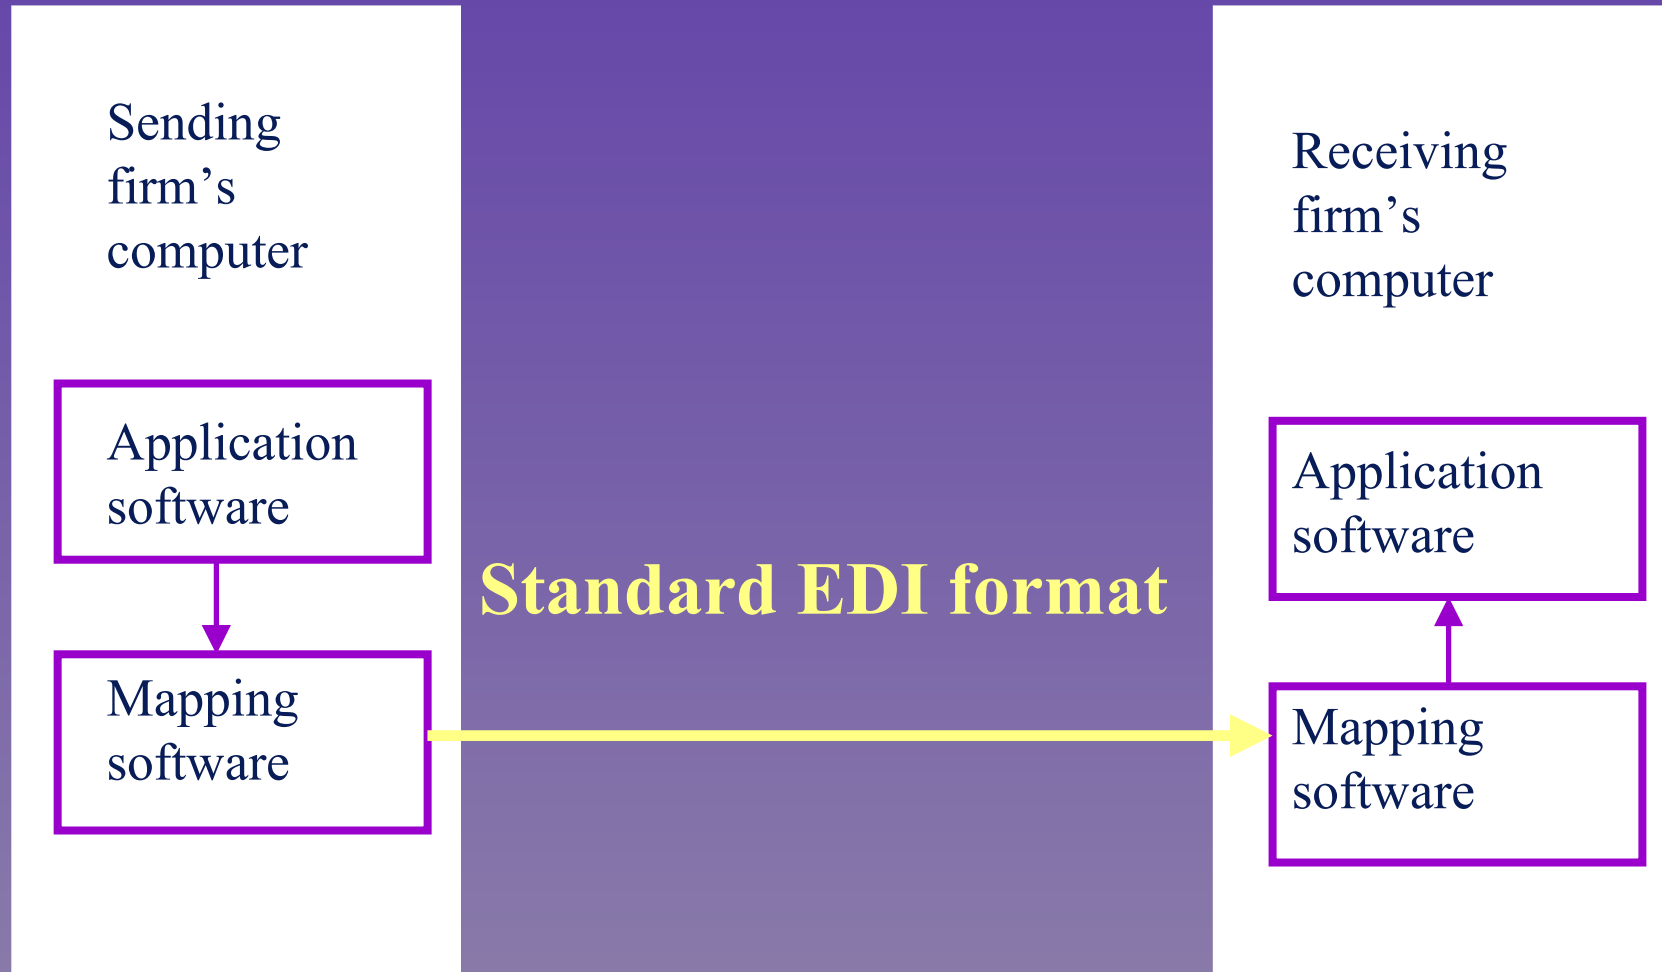 Sending
firm’s
computer
Application
software
Mapping
software
Standard EDI format
Receiving
firm’s
computer
Application
software
Mapping
software